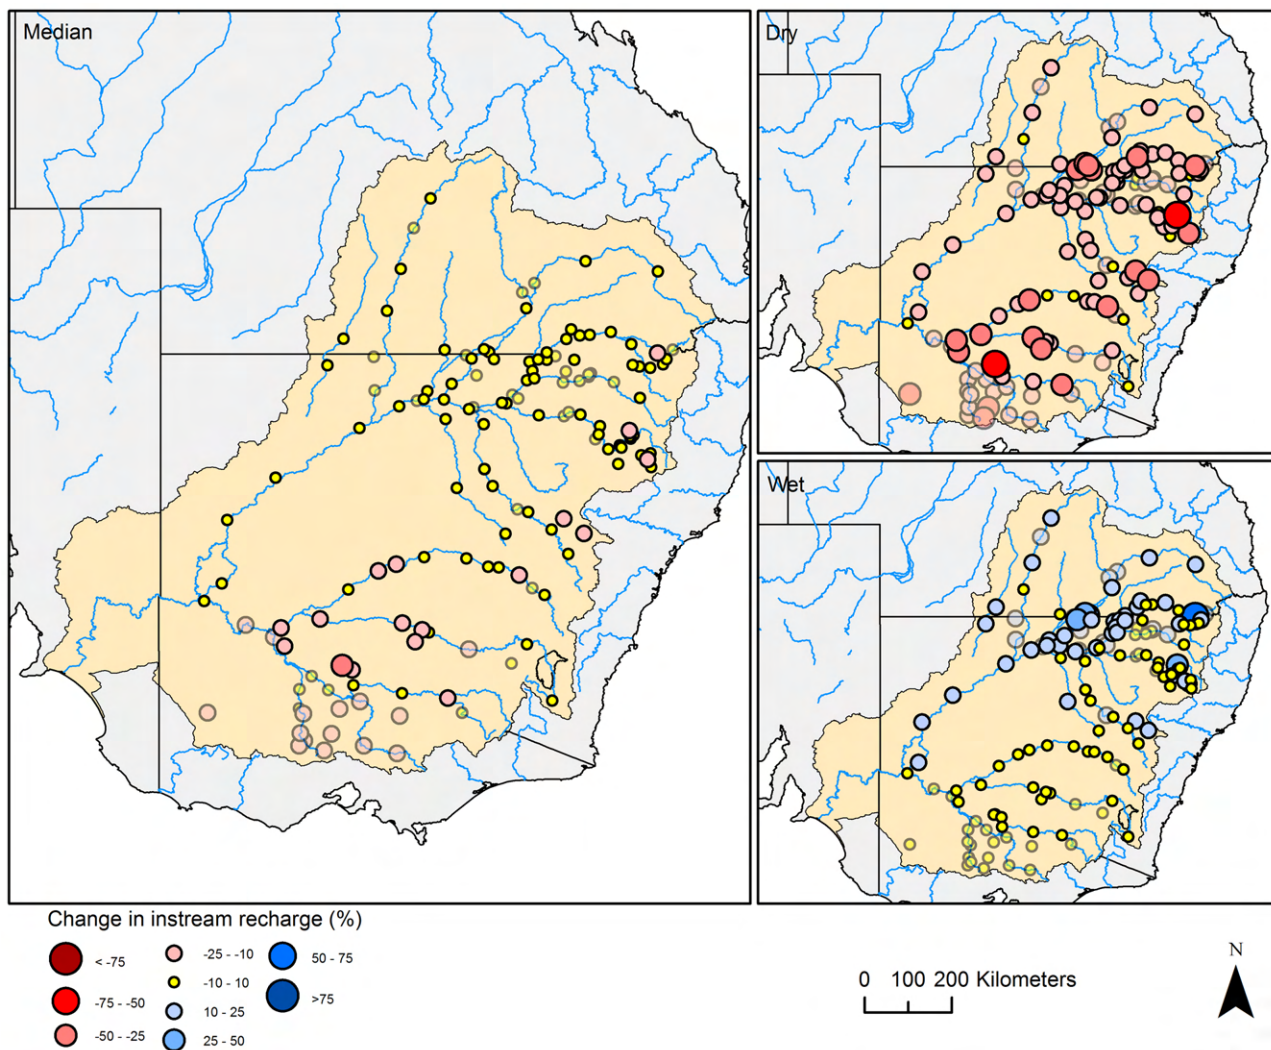 Median
Dry
Wet
Change in instream recharge (%)
< -75
-75 - -50
-50 - -25
-25 - -10
-10 - 10
10 - 25
25 - 50
50 - 75
>75
0 100 200 Kilometers
N